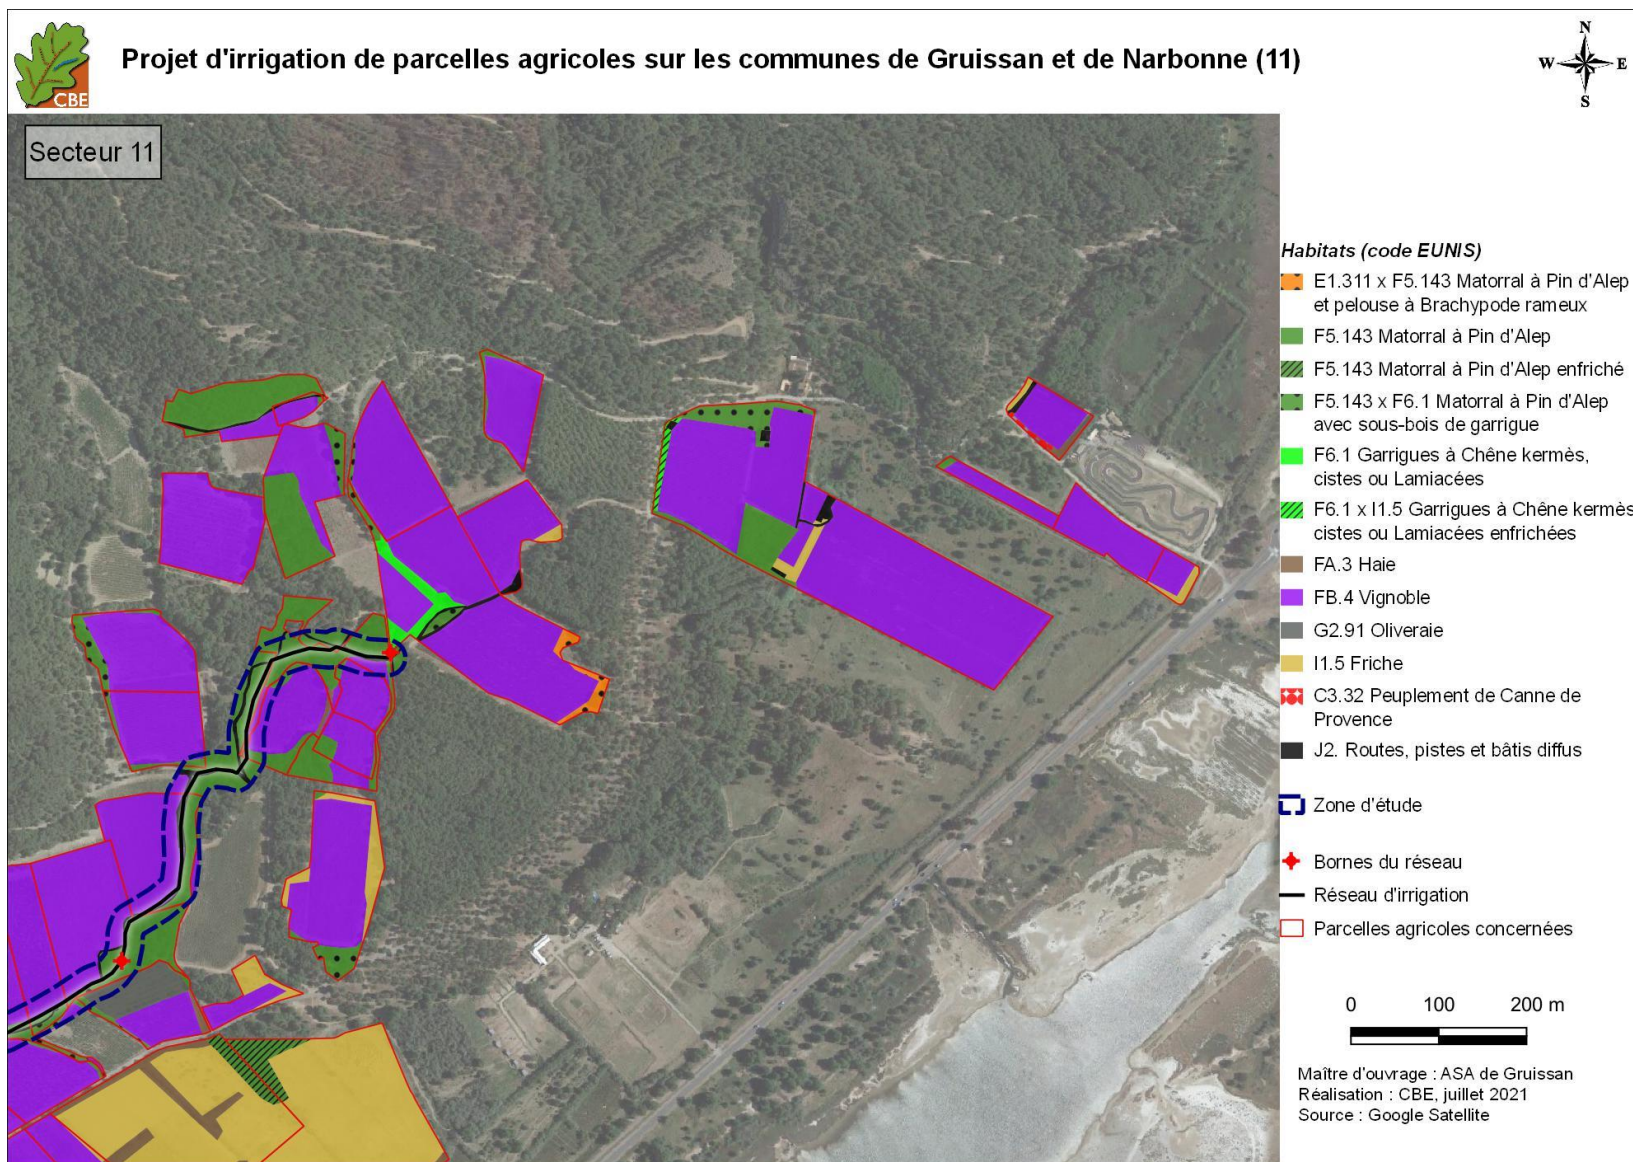 CBE
Projet d'irrigation de parcelles agricoles sur les communes de Gruissan et de Narbonne (11)
N
W E
S
Secteur 11
Habitats (code EUNIS)
E1.311 x F5.143 Matorral à Pin d'Alep
et pelouse à Brachypode rameux
F5.143 Matorral à Pin d'Alep
F5.143 Matorral à Pin d'Alep enfriché
F5.143 x F6.1 Matorral à Pin d'Alep
avec sous-bois de garrigue
F6.1 Garrigues à Chêne kermès,
cistes ou Lamiacées
F6.1 x I1.5 Garrigues à Chêne kermès
cistes ou Lamiacées enfrichées
FA.3 Haie
FB.4 Vignoble
G2.91 Oliveraie
I1.5 Friche
C3.32 Peuplement de Canne de
Provence
J2. Routes, pistes et bâtis diffus
Zone d'étude
Bornes du réseau
Réseau d'irrigation
Parcelles agricoles concernées
0 100 200 m
Maître d'ouvrage : ASA de Gruissan
Réalisation : CBE, juillet 2021
Source : Google Satellite